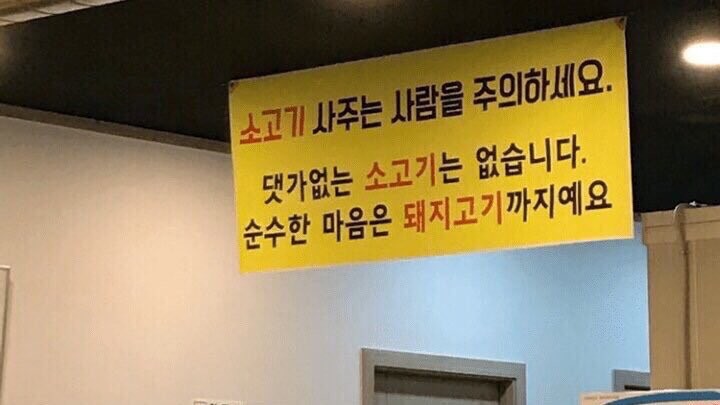 소고기 사주는 사람을 주의하세요.
댓가없는 소고기는 없습니다.
순수한 마음은 돼지고기까지예요